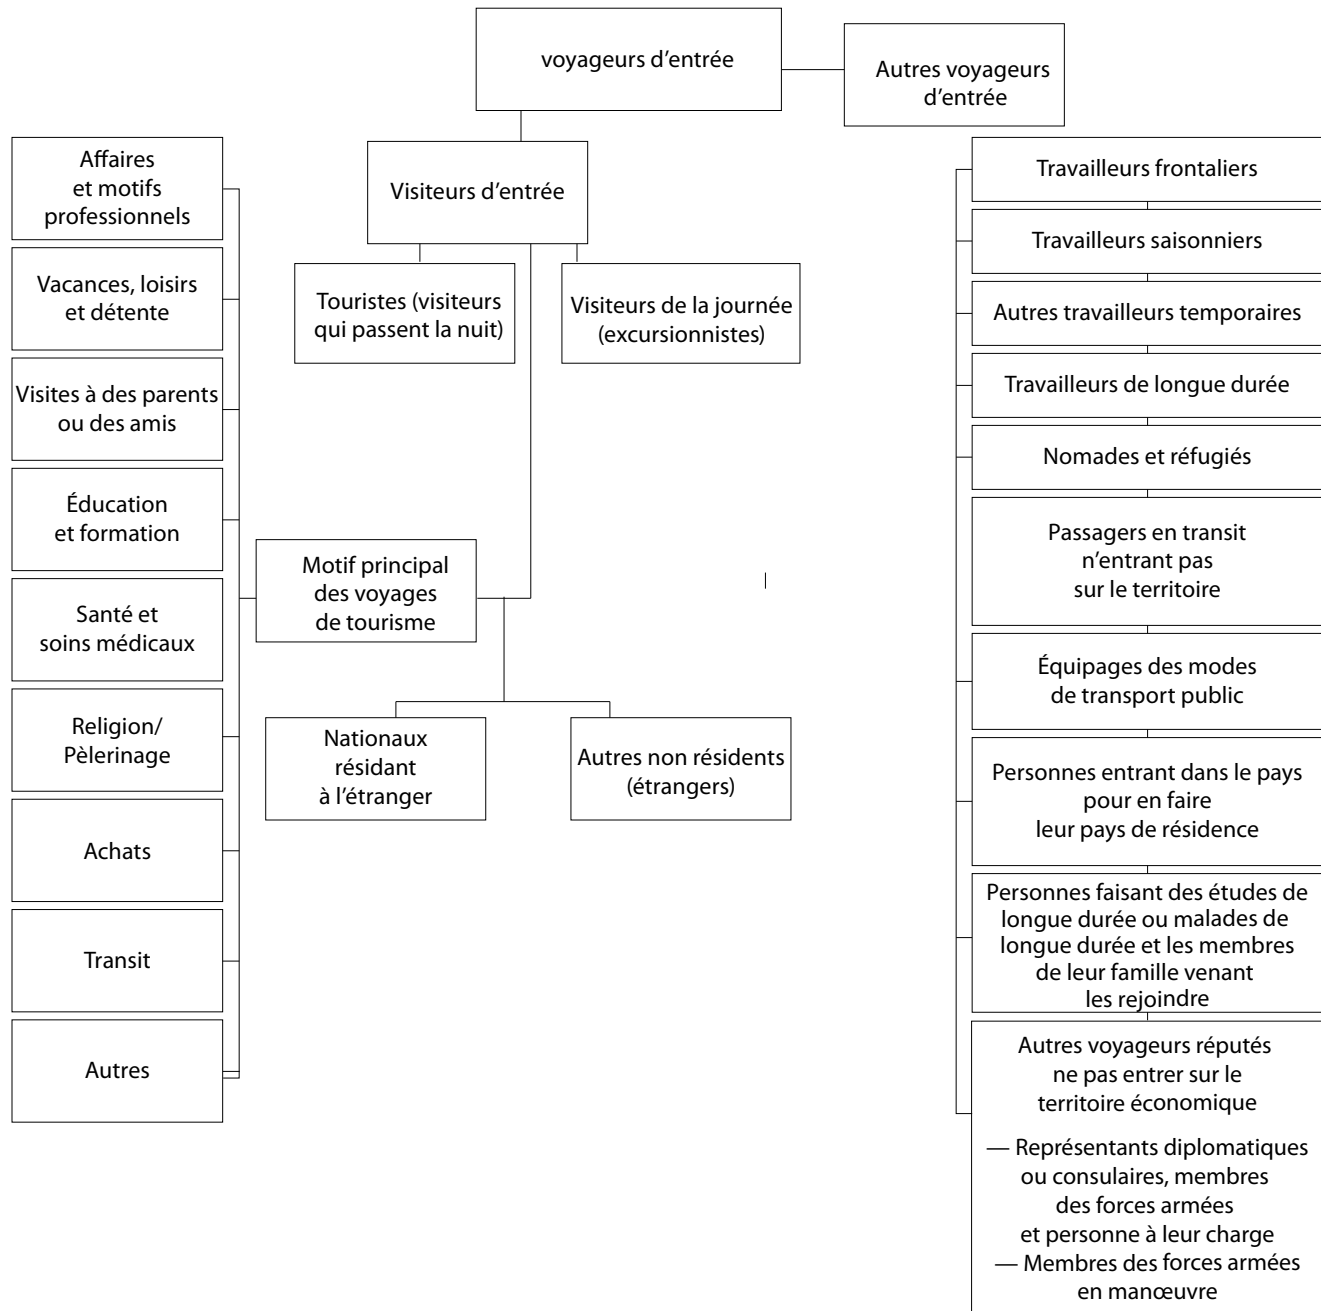 voyageurs d’entrée
Autres voyageurs
d’entrée
Affaires
et motifs
professionnels
Vacances, loisirs
et détente
Visites à des parents
ou des amis
Éducation
et formation
Santé et
soins médicaux
Religion/
Pèlerinage
Achats
Transit
Autres
Visiteurs d’entrée
Touristes (visiteurs
qui passent la nuit)
Visiteurs de la journée
(excursionnistes)
Motif principal
des voyages
de tourisme
Nationaux
résidant
à l’étranger
Autres non résidents
(étrangers)
Travailleurs frontaliers
Travailleurs saisonniers
Autres travailleurs temporaires
Travailleurs de longue durée
Nomades et réfugiés
Passagers en transit
n’entrant pas
sur le territoire
Équipages des modes
de transport public
Personnes entrant dans le pays
pour en faire
leur pays de résidence
Personnes faisant des études de
longue durée ou malades de
longue durée et les membres
de leur famille venant
les rejoindre
Autres voyageurs réputés
ne pas entrer sur le
territoire économique
— Représentants diplomatiques
ou consulaires, membres
des forces armées
et personne à leur charge
— Membres des forces armées
en manœuvre